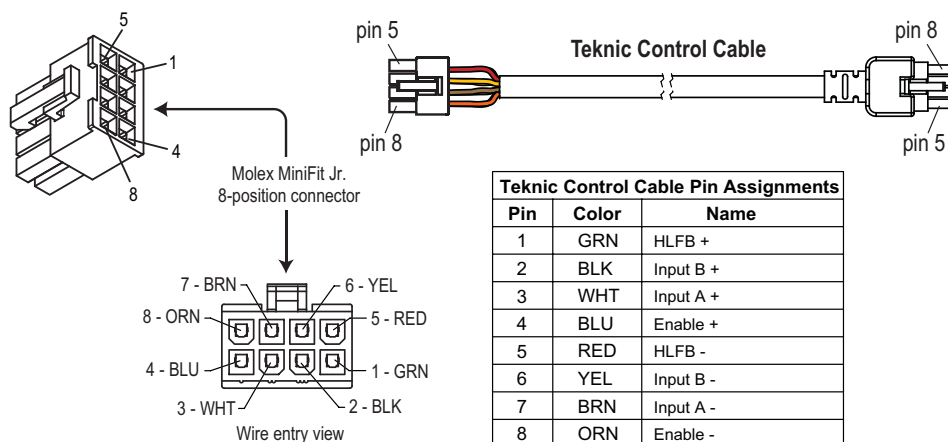 5
1
4
8
Molex MiniFit Jr.
8-position connector
7 - BRN
6 - YEL
8 - ORN
5 - RED
4 - BLU
1 - GRN
3 - WHT
2 - BLK
Wire entry view
pin 5
Teknic Control Cable
pin 8
pin 8
pin 5
Teknic Control Cable Pin Assignments
Pin Color Name
1 GRN HLFB +
2 BLK Input B +
3 WHT Input A +
4 BLU Enable +
5 RED HLFB -
6 YEL Input B -
7 BRN Input A -
8 ORN Enable -